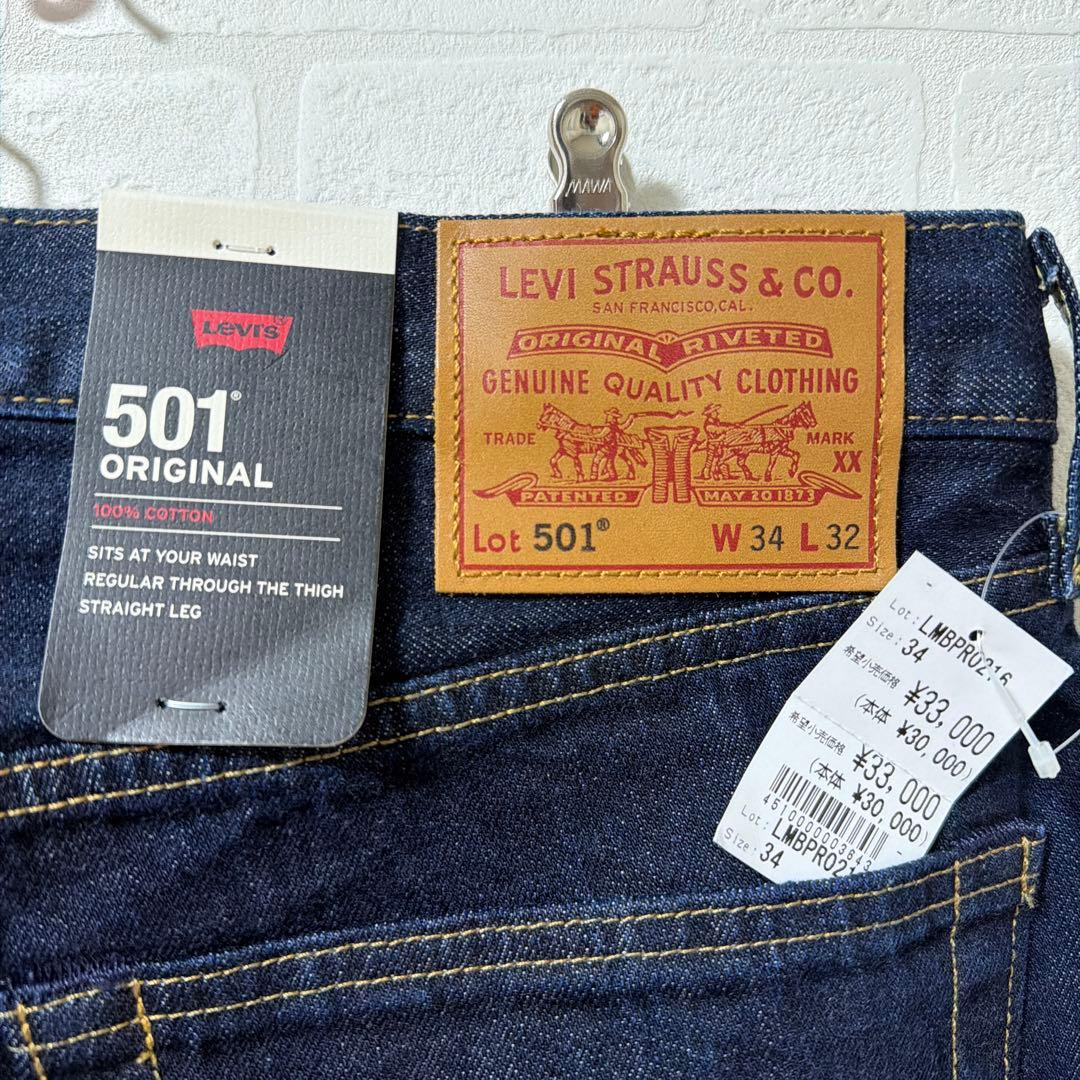 MAWA
Levi's
501®
ORIGINAL
100% COTTON
SITS AT YOUR WAIST
REGULAR THROUGH THE THIGH
STRAIGHT LEG
LEVI STRAUSS & CO.
SAN FRANCISCO, CAL.
ORIGINAL RIVETED
GENUINE QUALITY CLOTHING
TRADE MARK
XX
PATENTED MAY 20 1873
Lot 501® W 34 L 32
Lot: LMBPR0216
Size: 34
希望小売価格
¥33,000
(本体 ¥30,000)
希望小売価格
¥33,000
(本体 ¥30,000)
4510000003643
Lot: LMBPR021
Size: 34